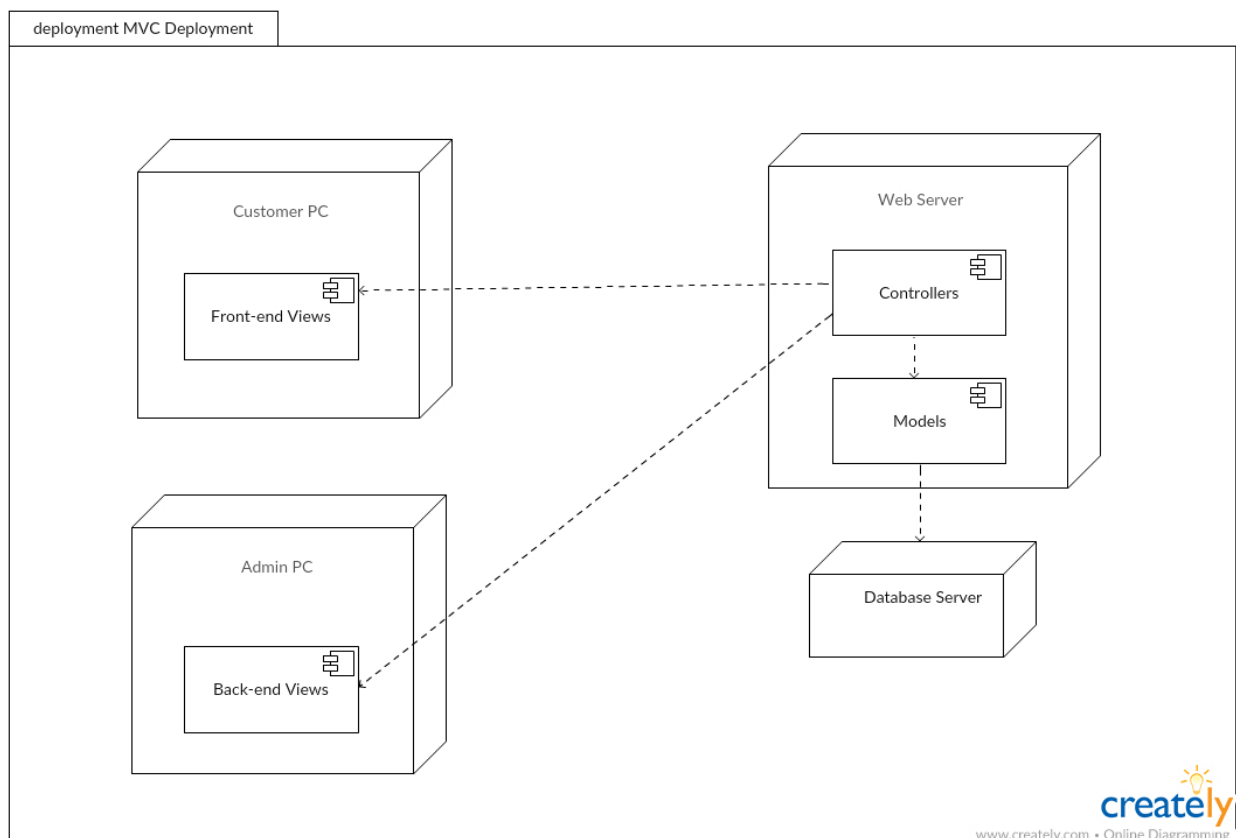 deployment MVC Deployment
Customer PC
Front-end Views
Web Server
Controllers
Models
Admin PC
Back-end Views
Database Server
creately
www.creately.com • Online Diagramming